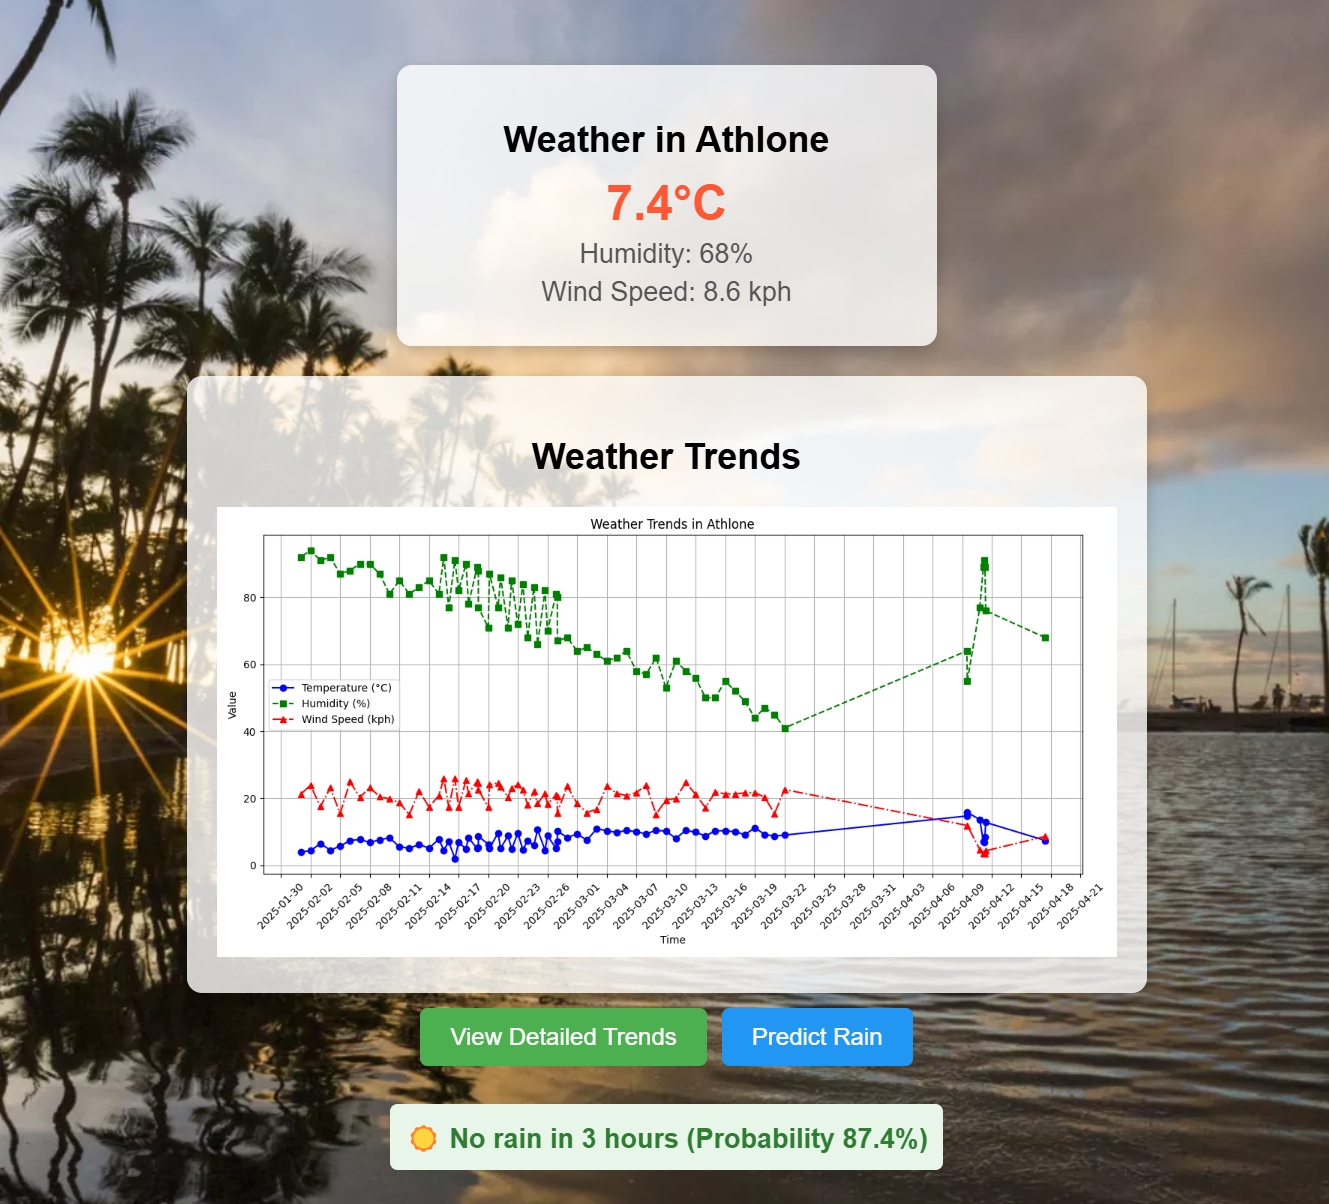 Weather in Athlone
7.4°C
Humidity: 68%
Wind Speed: 8.6 kph
Weather Trends
Weather Trends in Athlone
80
60
40
20
0
Value
Temperature (°C)
Humidity (%)
Wind Speed (kph)
2025-01-30
2025-02-02
2025-02-05
2025-02-08
2025-02-11
2025-02-14
2025-02-17
2025-02-20
2025-02-23
2025-02-26
2025-03-01
2025-03-04
2025-03-07
2025-03-10
2025-03-13
2025-03-16
2025-03-19
2025-03-22
2025-03-25
2025-03-28
2025-03-31
2025-04-03
2025-04-06
2025-04-09
2025-04-12
2025-04-15
2025-04-18
2025-04-21
Time
View Detailed Trends
Predict Rain
No rain in 3 hours (Probability 87.4%)